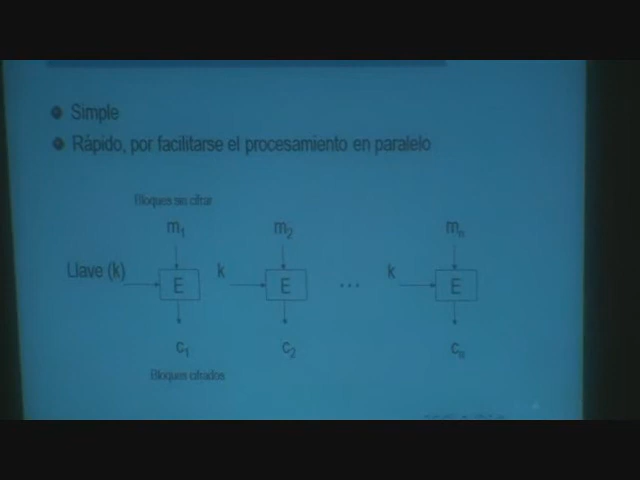 Simple
Rápido, por facilitarse el procesamiento en paralelo
Bloques sin cifrar
m1 m2 mn
Llave (k) E k E ... k E
c1 c2 cn
Bloques cifrados